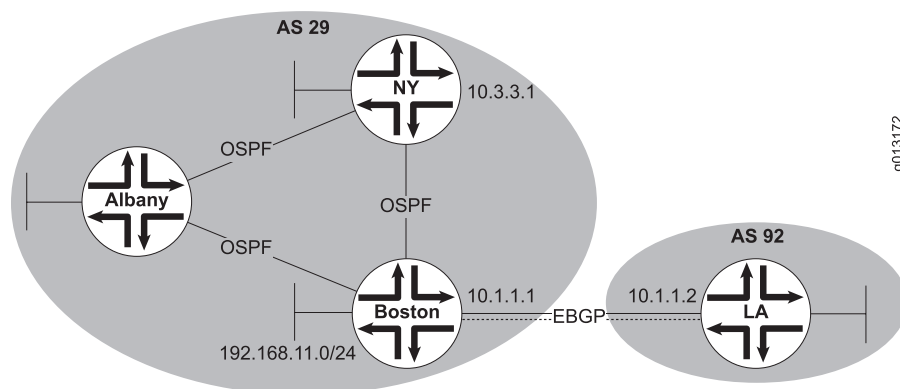 AS 29
NY
10.3.3.1
g013172
OSPF
Albany
OSPF
OSPF
AS 92
Boston
10.1.1.1
EBGP
10.1.1.2
LA
192.168.11.0/24